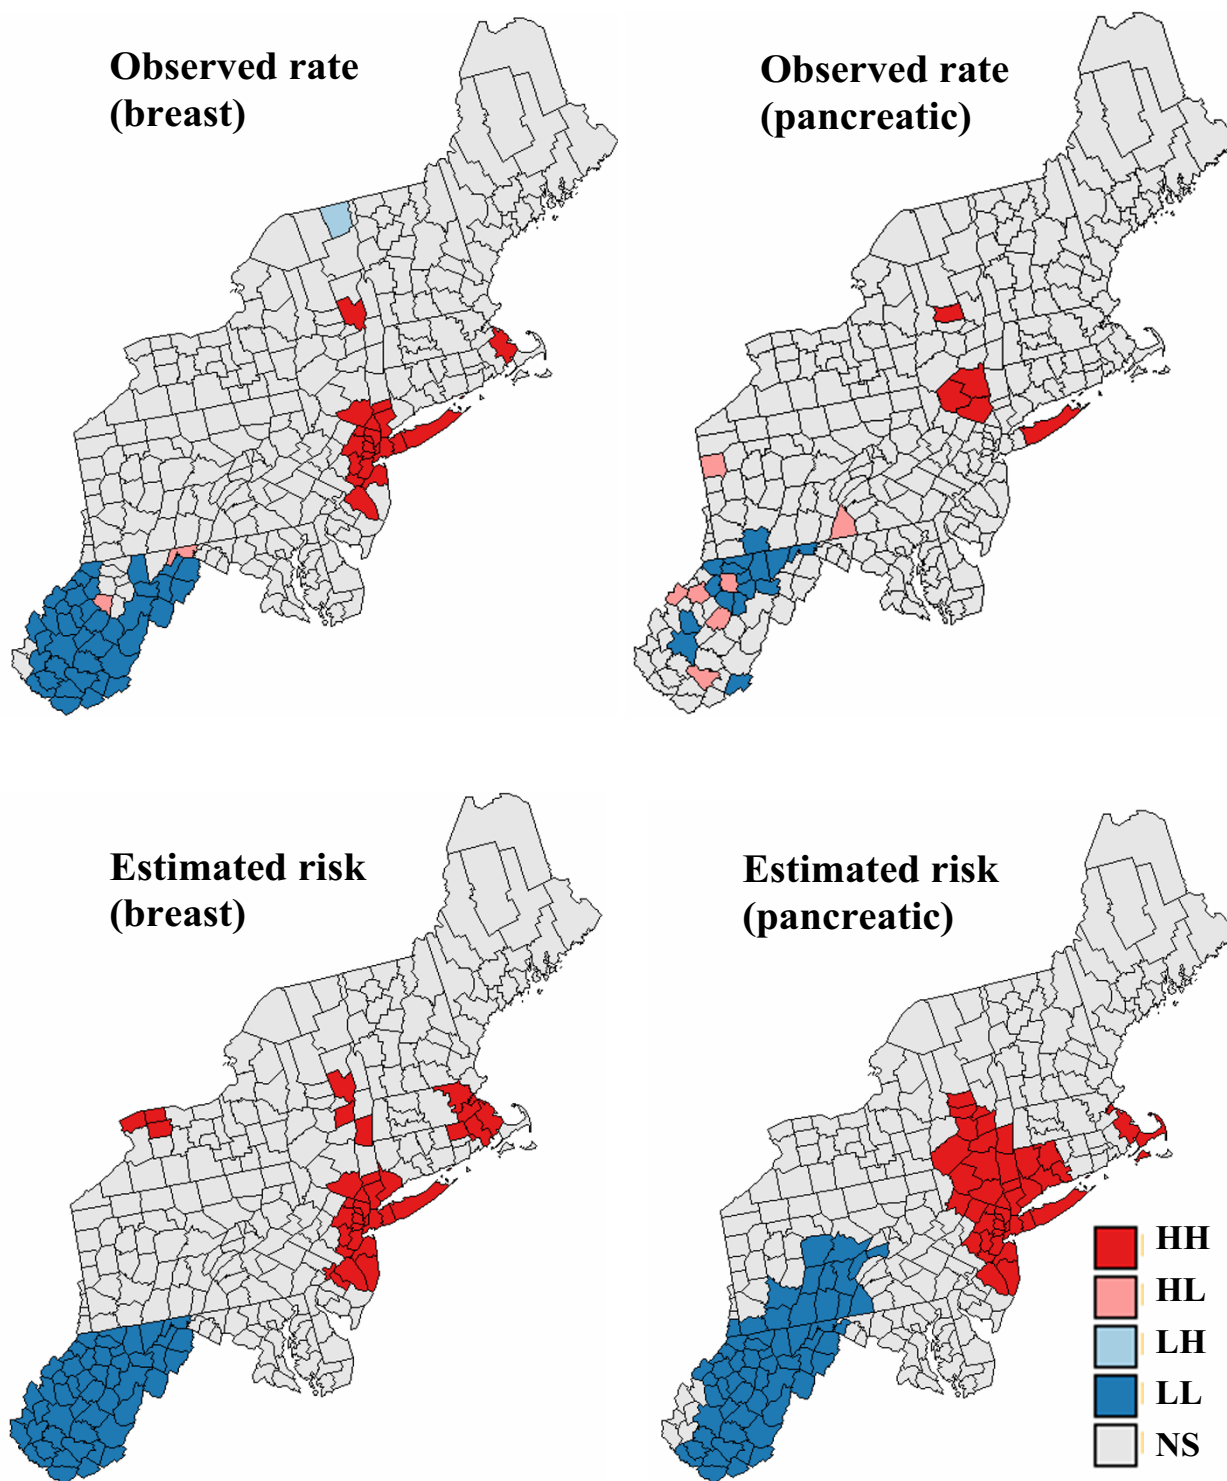 Observed rate
(breast)
Observed rate
(pancreatic)
Estimated risk
(breast)
Estimated risk
(pancreatic)
HH
HL
LH
LL
NS